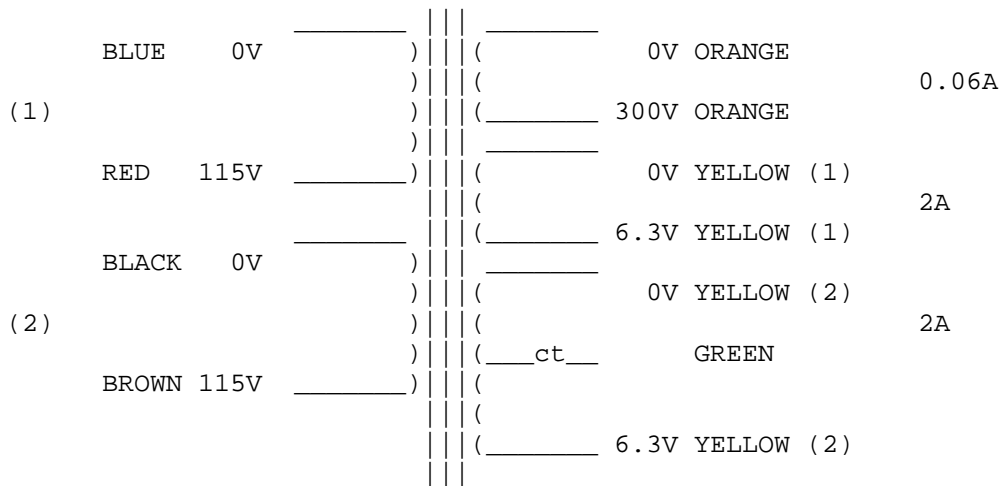 BLUE 0V 0V ORANGE
0.06A
(1) 300V ORANGE
RED 115V 0V YELLOW (1)
2A
6.3V YELLOW (1)
BLACK 0V
0V YELLOW (2)
(2) 2A
ct GREEN
BROWN 115V
6.3V YELLOW (2)